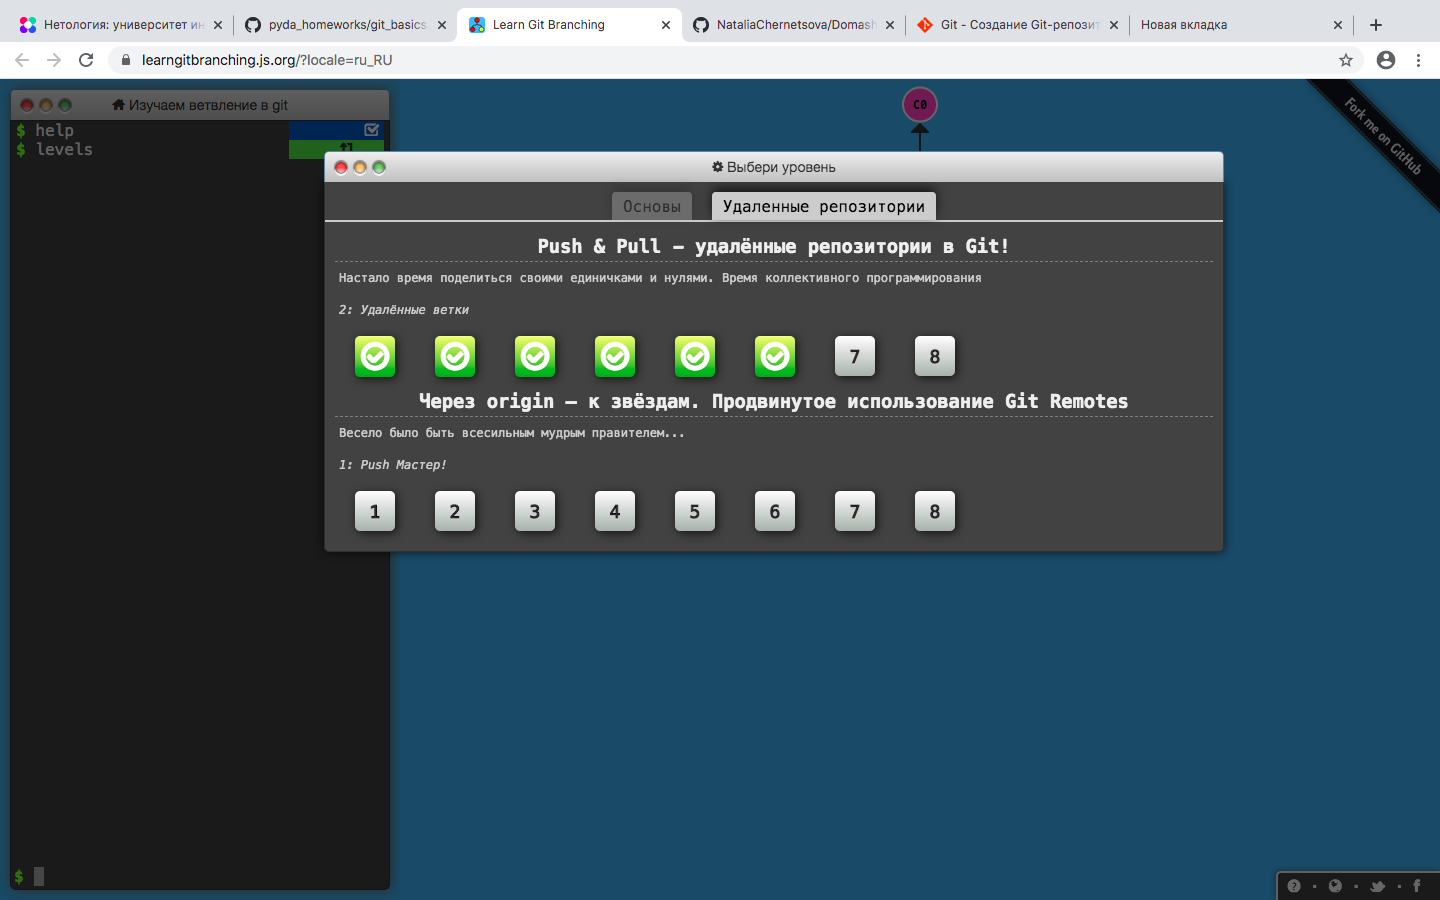 Нетология: университет ин
pyda_homeworks/git_basics
Learn Git Branching
NataliaChernetsova/Domash
Git - Создание Git-репозит
Новая вкладка
learngitbranching.js.org/?locale=ru_RU
Изучаем ветвление в git
$ help
$ levels
C0
Fork me on GitHub
Выбери уровень
Основы
Удаленные репозитории
Push & Pull — удалённые репозитории в Git!
Настало время поделиться своими единичками и нулями. Время коллективного программирования
2: Удалённые ветки
7 8
Через origin – к звёздам. Продвинутое использование Git Remotes
Весело было быть всесильным мудрым правителем...
1: Push Мастер!
1 2 3 4 5 6 7 8
$